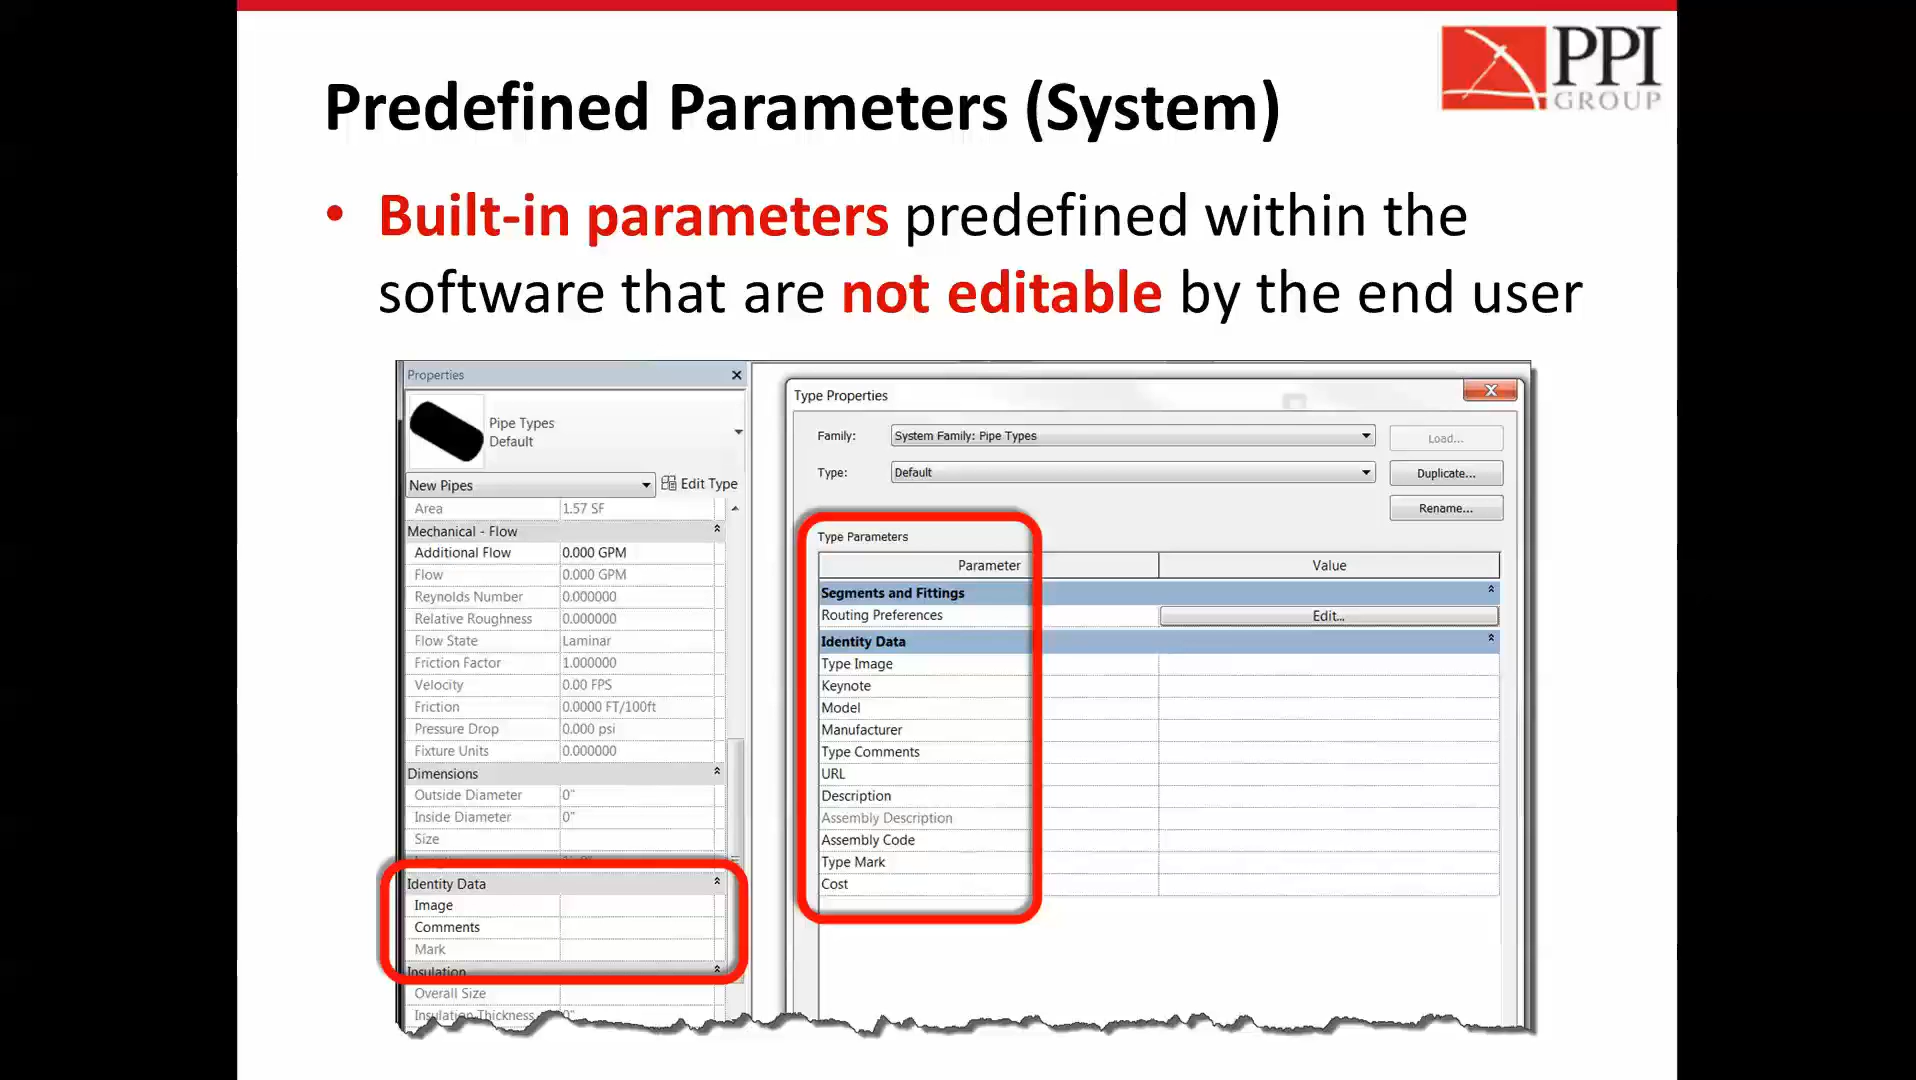 PPI
GROUP
Predefined Parameters (System)
• Built-in parameters predefined within the
software that are not editable by the end user
Properties
Pipe Types
Default
New Pipes
Edit Type
Area 1.57 SF
Mechanical - Flow
Additional Flow 0.000 GPM
Flow 0.000 GPM
Reynolds Number 0.000000
Relative Roughness 0.000000
Flow State Laminar
Friction Factor 1.000000
Velocity 0.00 FPS
Friction 0.0000 FT/100ft
Pressure Drop 0.000 psi
Fixture Units 0.000000
Dimensions
Outside Diameter 0"
Inside Diameter 0"
Size
Identity Data
Image
Comments
Mark
Insulation
Overall Size
Insulation Thickness 0"
Type Properties
Family: System Family: Pipe Types Load...
Type: Default Duplicate...
Rename...
Type Parameters
Parameter Value
Segments and Fittings
Routing Preferences Edit...
Identity Data
Type Image
Keynote
Model
Manufacturer
Type Comments
URL
Description
Assembly Description
Assembly Code
Type Mark
Cost